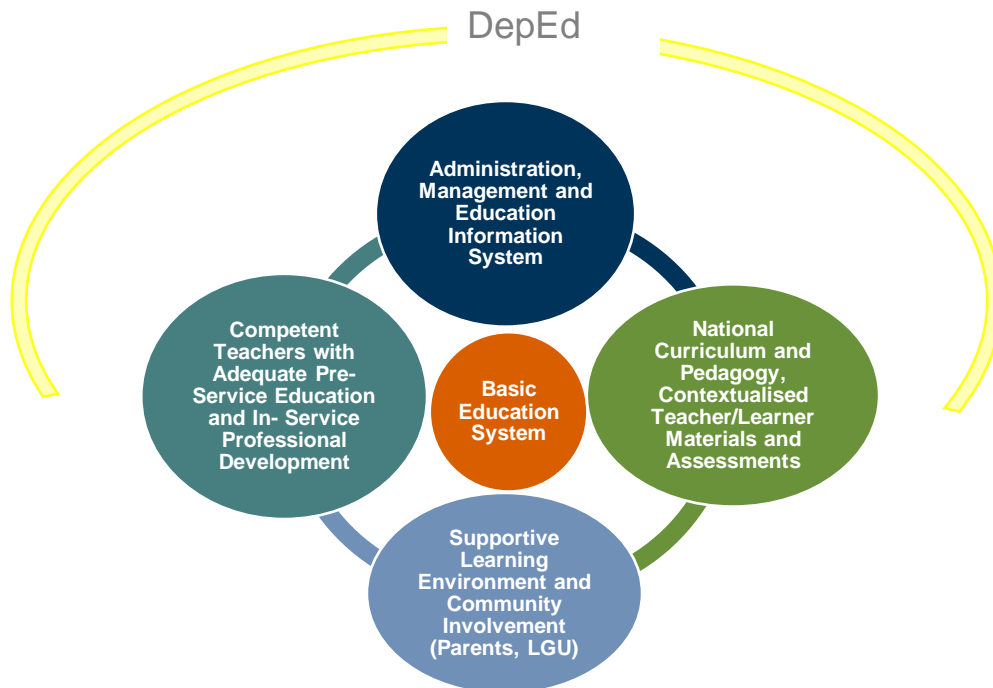 DepEd
Administration,
Management and
Education
Information
System
Competent
Teachers with
Adequate Pre-
Service Education
and In- Service
Professional
Development
Basic
Education
System
National
Curriculum and
Pedagogy,
Contextualised
Teacher/Learner
Materials and
Assessments
Supportive
Learning
Environment and
Community
Involvement
(Parents, LGU)